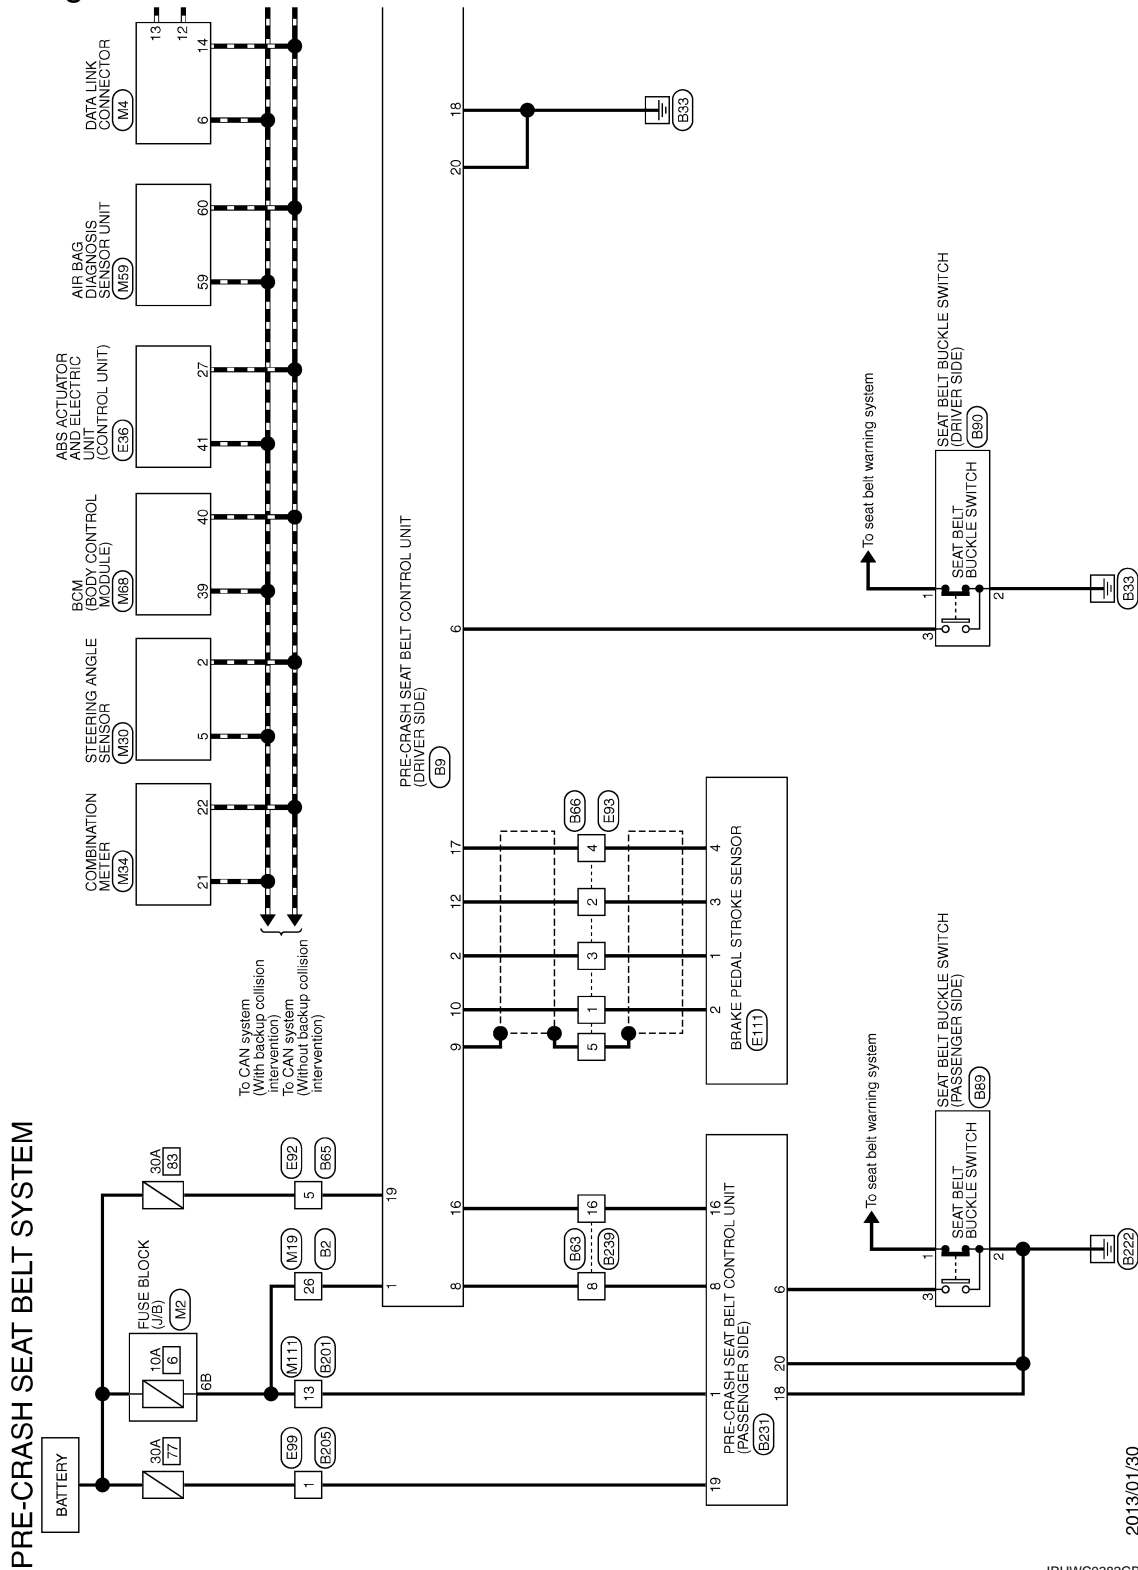 PRE-CRASH SEAT BELT SYSTEM
BATTERY
30A
77
10A
6
6B
FUSE BLOCK
(J/B)
M2
30A
83
E99
B205
1
M111
B201
13
M19
B2
26
E92
B65
5
To CAN system
(With backup collision
intervention)
To CAN system
(Without backup collision
intervention)
COMBINATION
METER
M34
21
22
STEERING ANGLE
SENSOR
M30
5
2
BCM
(BODY CONTROL
MODULE)
M68
39
40
ABS ACTUATOR
AND ELECTRIC
UNIT
(CONTROL UNIT)
E36
41
27
AIR BAG
DIAGNOSIS
SENSOR UNIT
M59
59
60
DATA LINK
CONNECTOR
M4
6
14
13
12
1
19
PRE-CRASH SEAT BELT CONTROL UNIT
(DRIVER SIDE)
B9
8
16
9
10
2
12
17
6
20
18
B63
B239
8
16
B66
E93
5
1
3
2
4
B33
19
1
8
16
PRE-CRASH SEAT BELT CONTROL UNIT
(PASSENGER SIDE)
B231
18
20
6
2
1
3
4
BRAKE PEDAL STROKE SENSOR
E111
To seat belt warning system
3
1
2
SEAT BELT
BUCKLE SWITCH
SEAT BELT BUCKLE SWITCH
(PASSENGER SIDE)
B89
B222
To seat belt warning system
3
1
2
SEAT BELT
BUCKLE SWITCH
SEAT BELT BUCKLE SWITCH
(DRIVER SIDE)
B90
B33
2013/01/30